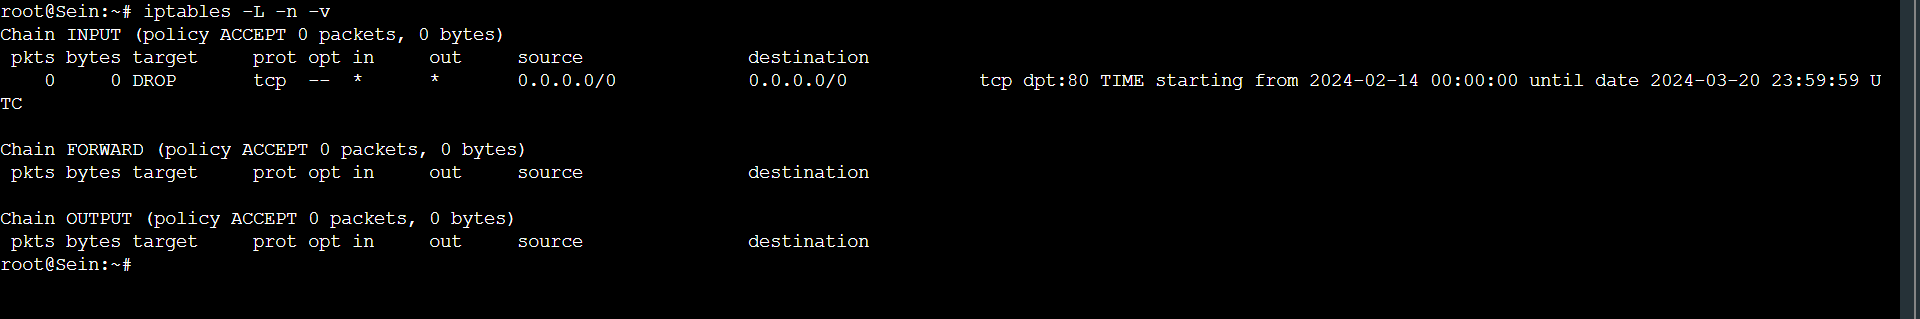 root@Sein:~# iptables -L -n -v
Chain INPUT (policy ACCEPT 0 packets, 0 bytes)
 pkts bytes target     prot opt in     out     source               destination
    0     0 DROP       tcp  --  *      *       0.0.0.0/0            0.0.0.0/0            tcp dpt:80 TIME starting from 2024-02-14 00:00:00 until date 2024-03-20 23:59:59 U
TC
Chain FORWARD (policy ACCEPT 0 packets, 0 bytes)
 pkts bytes target     prot opt in     out     source               destination
Chain OUTPUT (policy ACCEPT 0 packets, 0 bytes)
 pkts bytes target     prot opt in     out     source               destination
root@Sein:~#